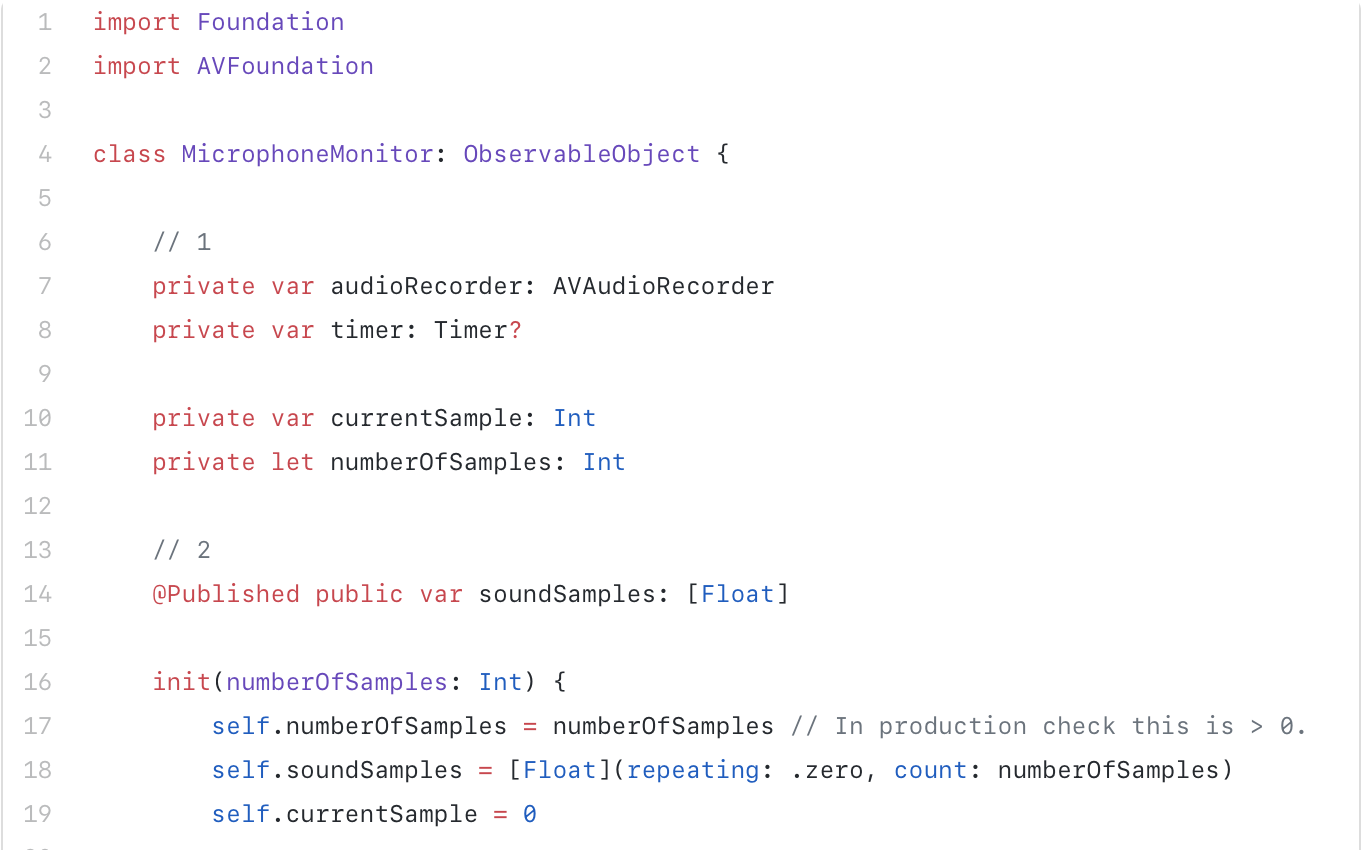 1 import Foundation
2 import AVFoundation
3
4 class MicrophoneMonitor: ObservableObject {
5
6     // 1
7     private var audioRecorder: AVAudioRecorder
8     private var timer: Timer?
9
10     private var currentSample: Int
11     private let numberOfSamples: Int
12
13     // 2
14     @Published public var soundSamples: [Float]
15
16     init(numberOfSamples: Int) {
17         self.numberOfSamples = numberOfSamples // In production check this is > 0.
18         self.soundSamples = [Float](repeating: .zero, count: numberOfSamples)
19         self.currentSample = 0